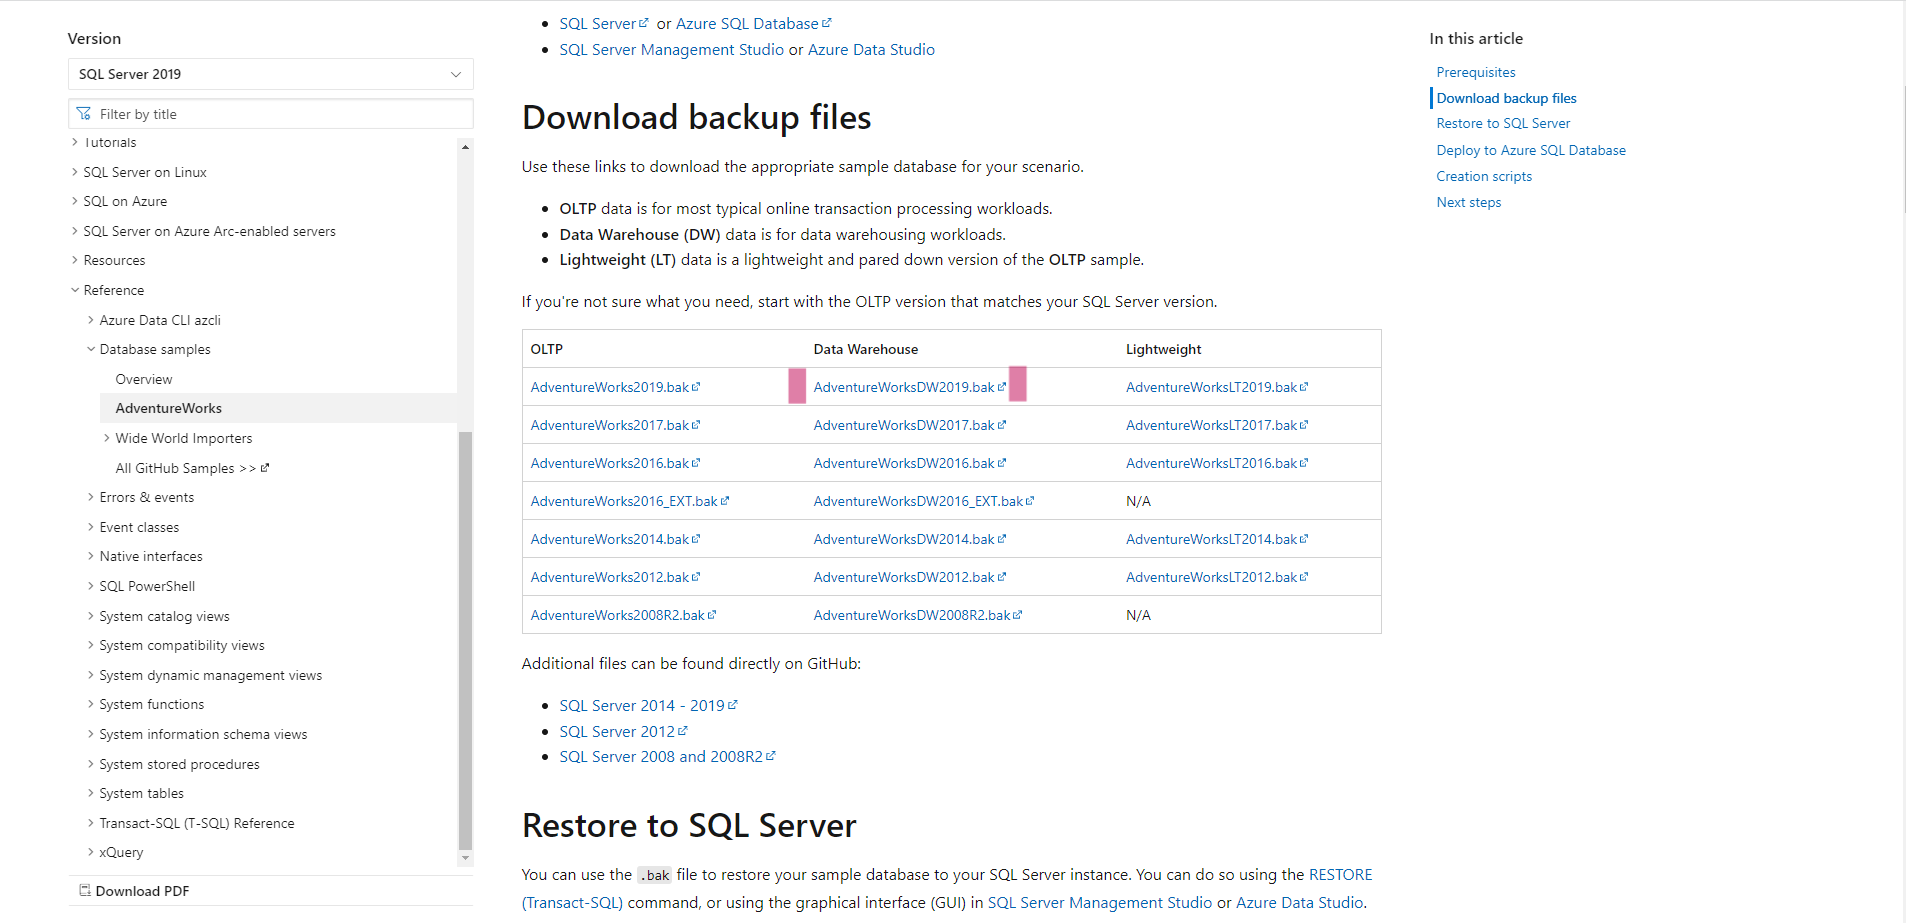 Version
SQL Server 2019
Filter by title
Tutorials
SQL Server on Linux
SQL on Azure
SQL Server on Azure Arc-enabled servers
Resources
Reference
Azure Data CLI azcli
Database samples
Overview
AdventureWorks
Wide World Importers
All GitHub Samples >>
Errors & events
Event classes
Native interfaces
SQL PowerShell
System catalog views
System compatibility views
System dynamic management views
System functions
System information schema views
System stored procedures
System tables
Transact-SQL (T-SQL) Reference
xQuery
Download PDF
• SQL Server or Azure SQL Database
• SQL Server Management Studio or Azure Data Studio
Download backup files
Use these links to download the appropriate sample database for your scenario.
• OLTP data is for most typical online transaction processing workloads.
• Data Warehouse (DW) data is for data warehousing workloads.
• Lightweight (LT) data is a lightweight and pared down version of the OLTP sample.
If you're not sure what you need, start with the OLTP version that matches your SQL Server version.
OLTP Data Warehouse Lightweight
AdventureWorks2019.bak AdventureWorksDW2019.bak AdventureWorksLT2019.bak
AdventureWorks2017.bak AdventureWorksDW2017.bak AdventureWorksLT2017.bak
AdventureWorks2016.bak AdventureWorksDW2016.bak AdventureWorksLT2016.bak
AdventureWorks2016_EXT.bak AdventureWorksDW2016_EXT.bak N/A
AdventureWorks2014.bak AdventureWorksDW2014.bak AdventureWorksLT2014.bak
AdventureWorks2012.bak AdventureWorksDW2012.bak AdventureWorksLT2012.bak
AdventureWorks2008R2.bak AdventureWorksDW2008R2.bak N/A
Additional files can be found directly on GitHub:
• SQL Server 2014 - 2019
• SQL Server 2012
• SQL Server 2008 and 2008R2
Restore to SQL Server
You can use the .bak file to restore your sample database to your SQL Server instance. You can do so using the RESTORE
(Transact-SQL) command, or using the graphical interface (GUI) in SQL Server Management Studio or Azure Data Studio.
In this article
Prerequisites
Download backup files
Restore to SQL Server
Deploy to Azure SQL Database
Creation scripts
Next steps